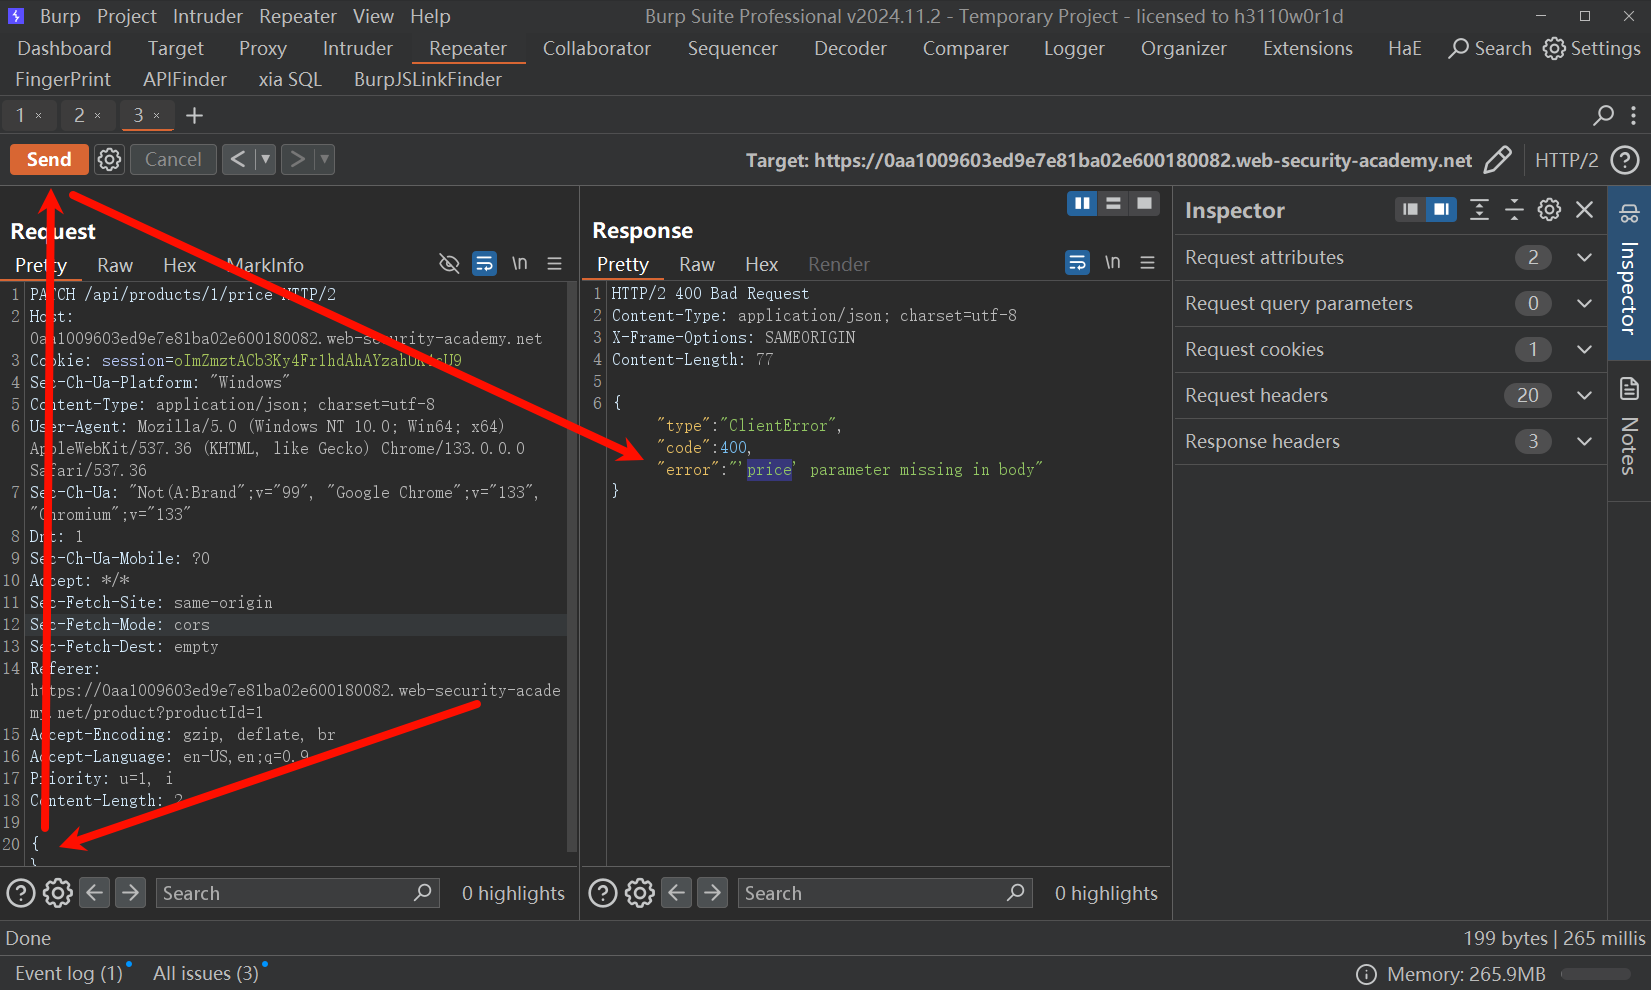 Burp Project Intruder Repeater View Help Burp Suite Professional v2024.11.2 - Temporary Project - licensed to h3110w0r1d
Dashboard Target Proxy Intruder Repeater Collaborator Sequencer Decoder Comparer Logger Organizer Extensions HaE Search Settings
FingerPrint APIFinder xia SQL BurpJSLinkFinder
1 × 2 × 3 × +
Send Cancel < > Target: https://0aa1009603ed9e7e81ba02e600180082.web-security-academy.net HTTP/2
Request
Pretty Raw Hex MarkInfo \n
1 PATCH /api/products/1/price HTTP/2
2 Host:
0aa1009603ed9e7e81ba02e600180082.web-security-academy.net
3 Cookie:
4 Sec-Ch-Ua-Platform: "Windows"
5 Content-Type: application/json; charset=utf-8
6 User-Agent: Mozilla/5.0 (Windows NT 10.0; Win64; x64)
AppleWebKit/537.36 (KHTML, like Gecko) Chrome/133.0.0.0
Safari/537.36
7 Sec-Ch-Ua: "Not(A:Brand";v="99", "Google Chrome";v="133",
"Chromium";v="133"
8 Dnt: 1
9 Sec-Ch-Ua-Mobile: ?0
10 Accept: */*
11 Sec-Fetch-Site: same-origin
12 Sec-Fetch-Mode: cors
13 Sec-Fetch-Dest: empty
14 Referer:
https://0aa1009603ed9e7e81ba02e600180082.web-security-acade
my.net/product?productId=1
15 Accept-Encoding: gzip, deflate, br
16 Accept-Language: en-US,en;q=0.9
17 Priority: u=1, i
18 Content-Length: 2
19
20 {
}
Search 0 highlights
Response
Pretty Raw Hex Render \n
1 HTTP/2 400 Bad Request
2 Content-Type: application/json; charset=utf-8
3 X-Frame-Options: SAMEORIGIN
4 Content-Length: 77
5
6 {
"type":"ClientError",
"code":400,
"error":"'price' parameter missing in body"
}
Search 0 highlights
Inspector
Request attributes 2
Request query parameters 0
Request cookies 1
Request headers 20
Response headers 3
Inspector
Notes
Done 199 bytes | 265 millis
Event log (1) All issues (3) Memory: 265.9MB